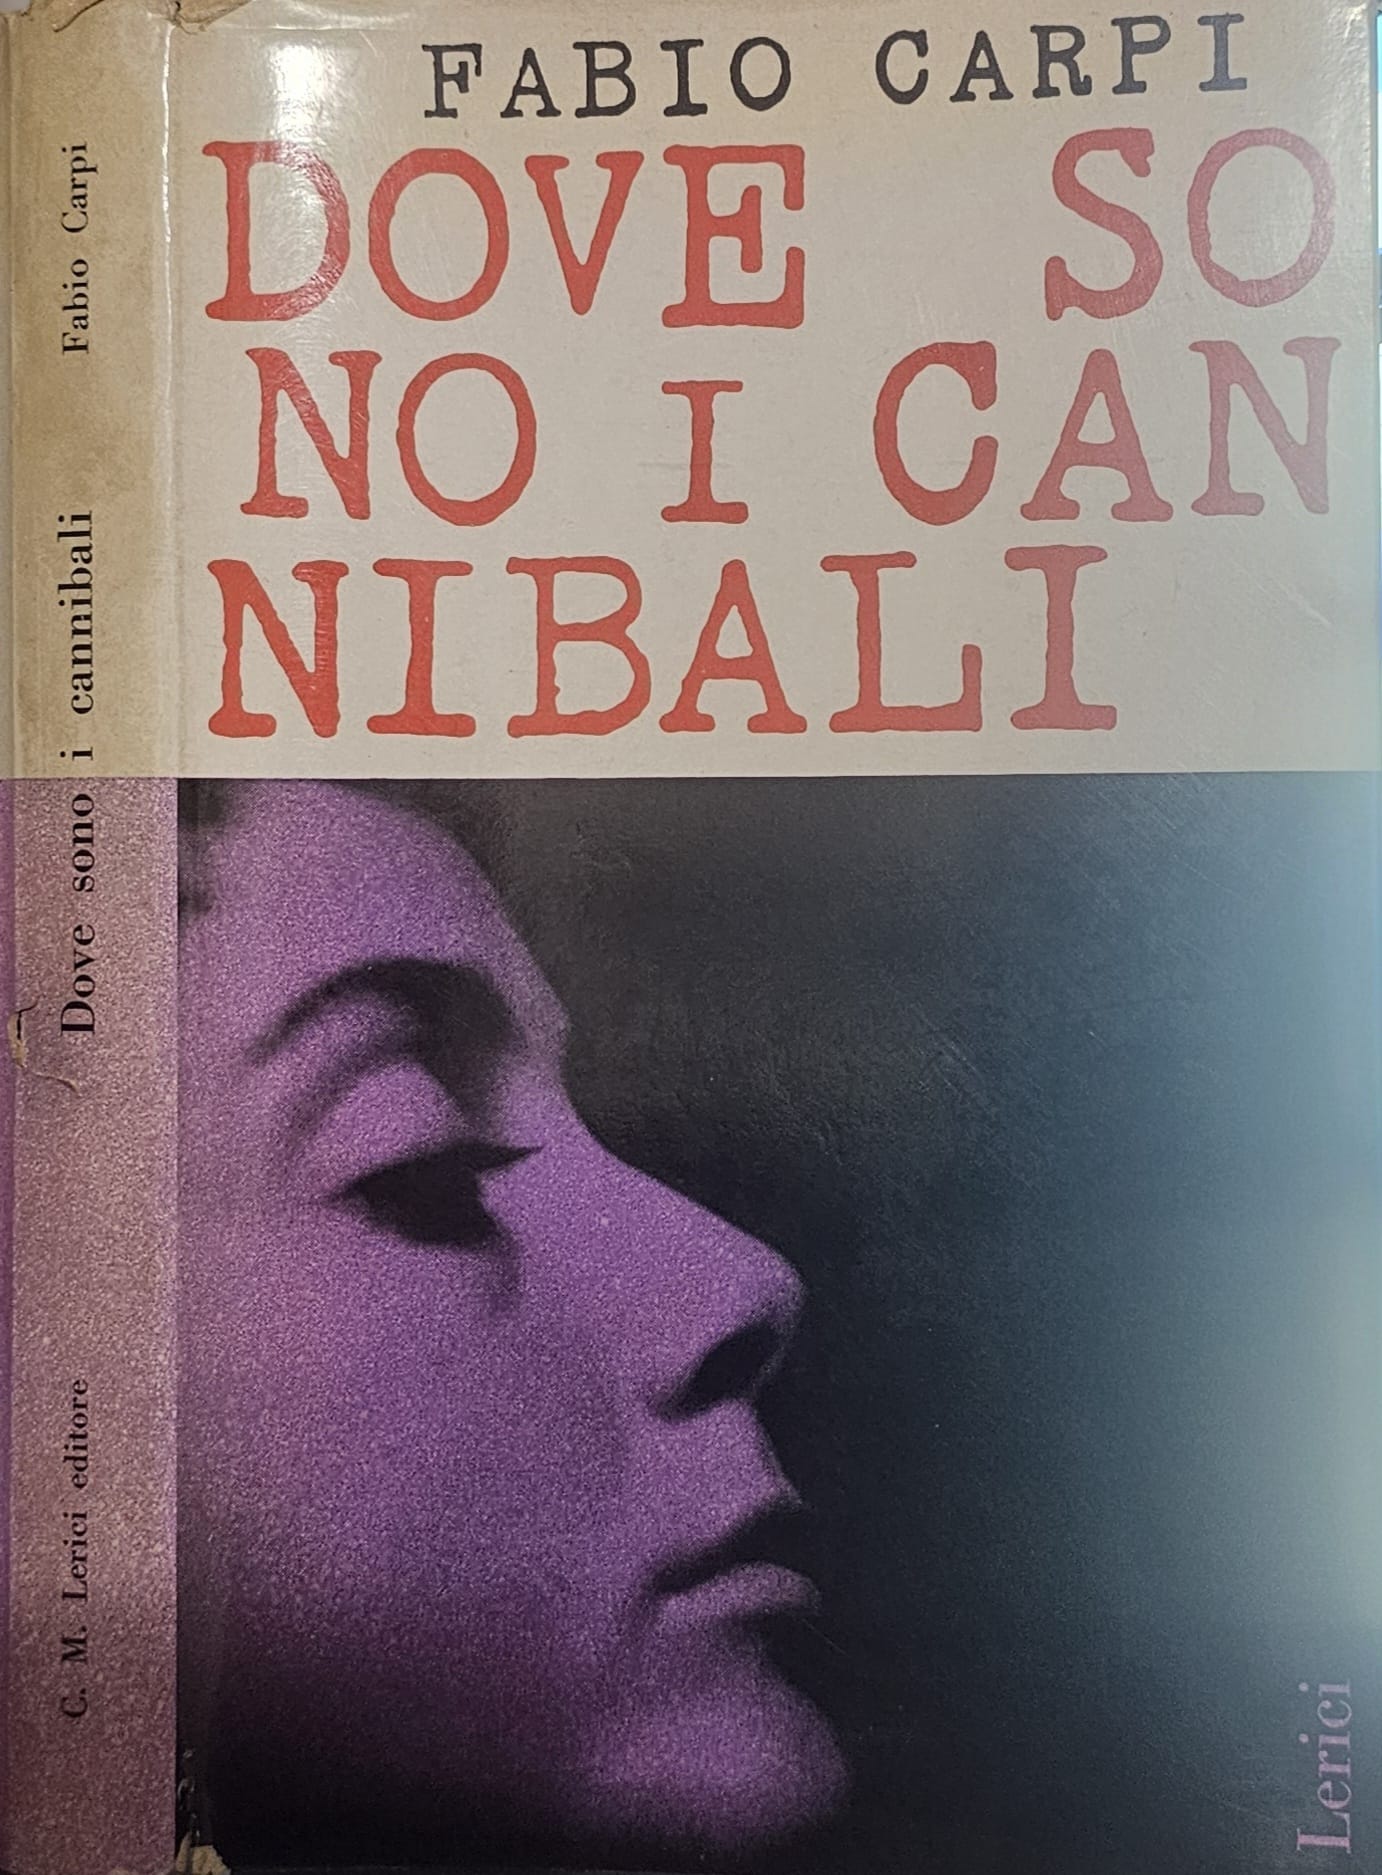 FABIO CARPI
DOVE SO
NO I CAN
NIBALI
Lerici
Fabio Carpi
Dove sono i cannibali
C. M. Lerici editore